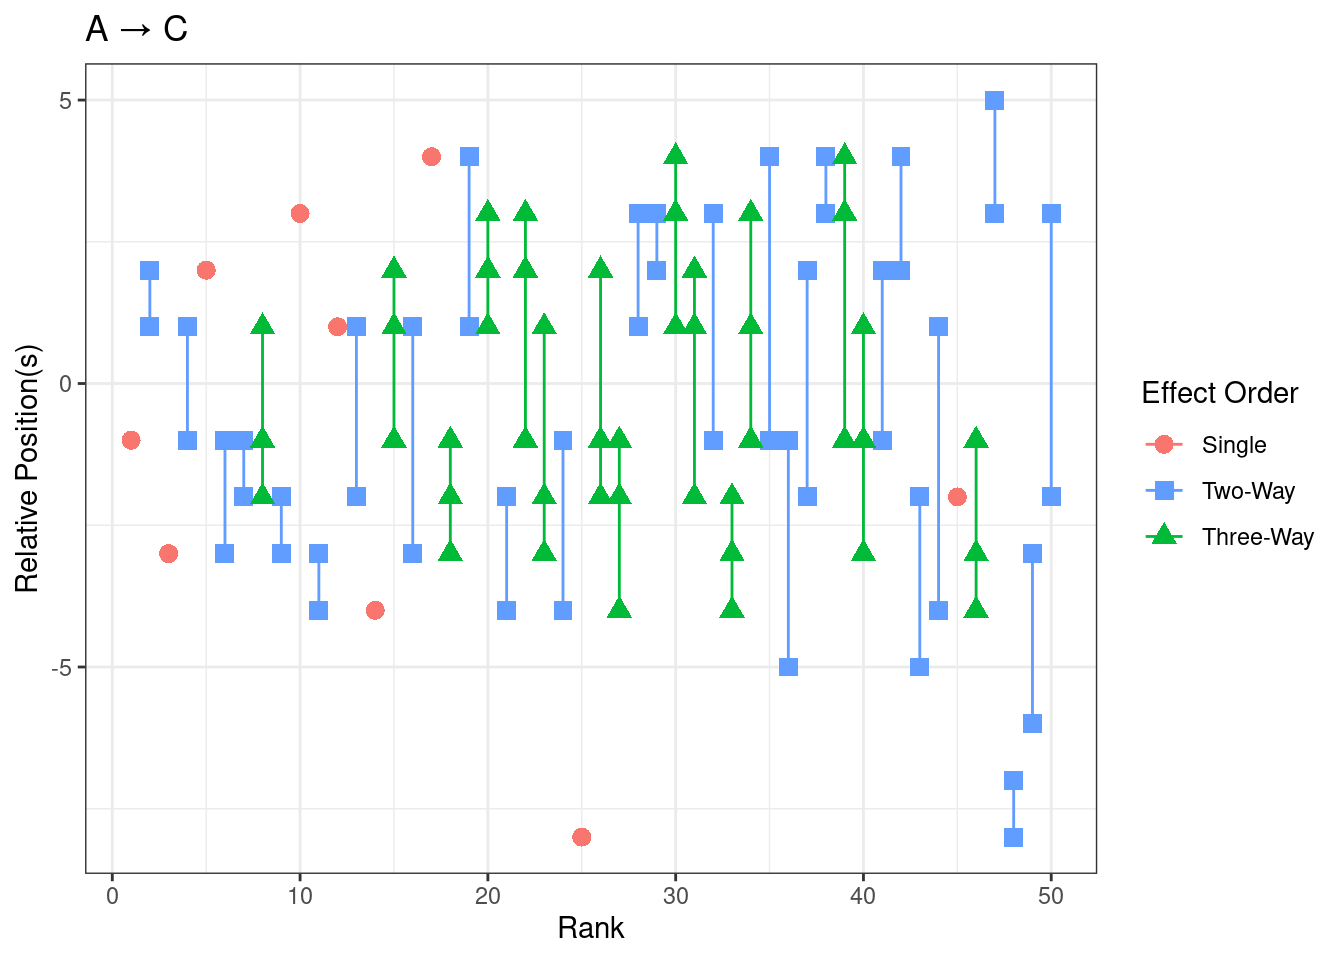 A → C
5
0
-5
Relative Position(s)
0 10 20 30 40 50
Rank
Effect Order
Single
Two-Way
Three-Way